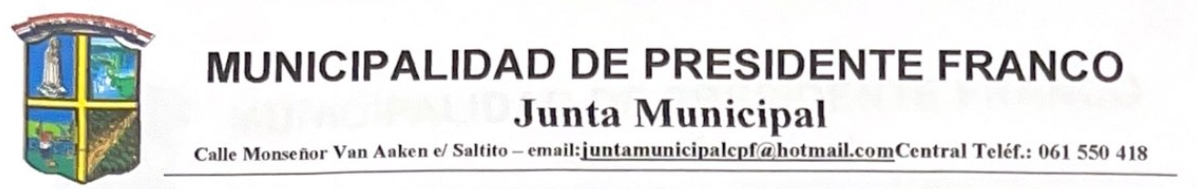 MUNICIPALIDAD DE PRESIDENTE FRANCO
Junta Municipal
Calle Monseñor Van Aaken e/ Saltito – email:juntamunicipalcpf@hotmail.comCentral Teléf.: 061 550 418